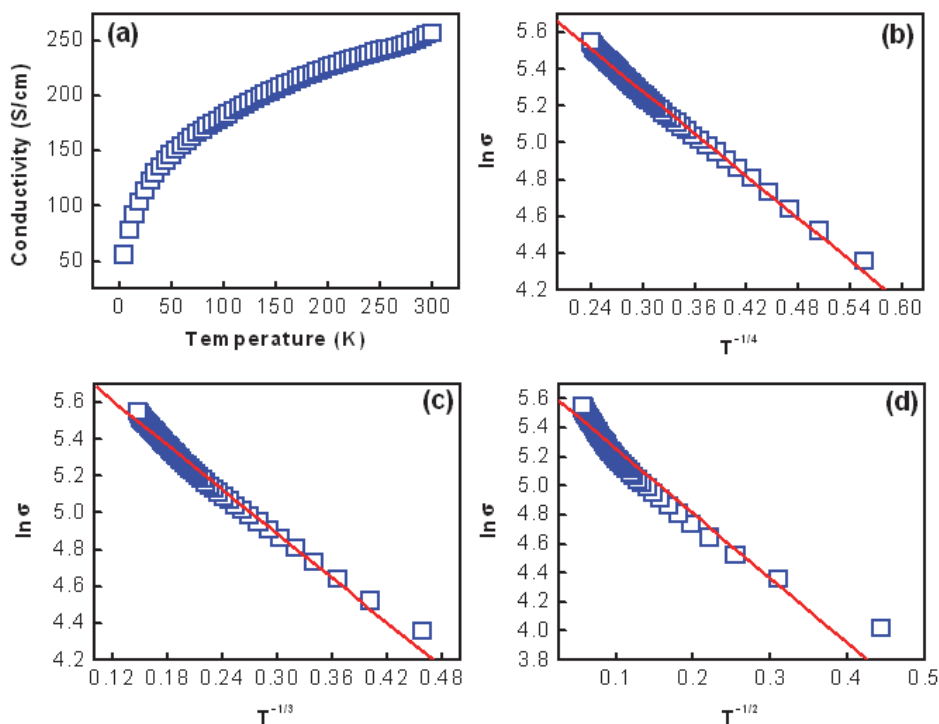 (a)
250
200
150
100
50
Conductivity (S/cm)
0 50 100 150 200 250 300
Temperature (K)
(b)
5.6
5.4
5.2
5.0
4.8
4.6
4.4
4.2
ln σ
0.24 0.30 0.36 0.42 0.48 0.54 0.60
T⁻¹/⁴
(c)
5.6
5.4
5.2
5.0
4.8
4.6
4.4
4.2
ln σ
0.12 0.18 0.24 0.30 0.36 0.42 0.48
T⁻¹/³
(d)
5.6
5.4
5.2
5.0
4.8
4.6
4.4
4.2
4.0
3.8
ln σ
0.1 0.2 0.3 0.4 0.5
T⁻¹/²